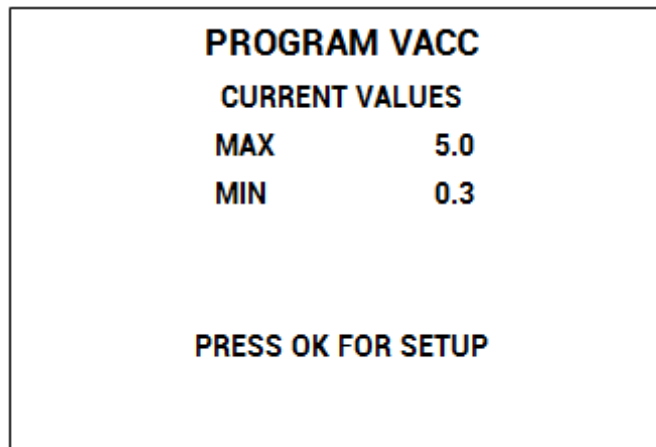 PROGRAM VACC
CURRENT VALUES
MAX 5.0
MIN 0.3
PRESS OK FOR SETUP